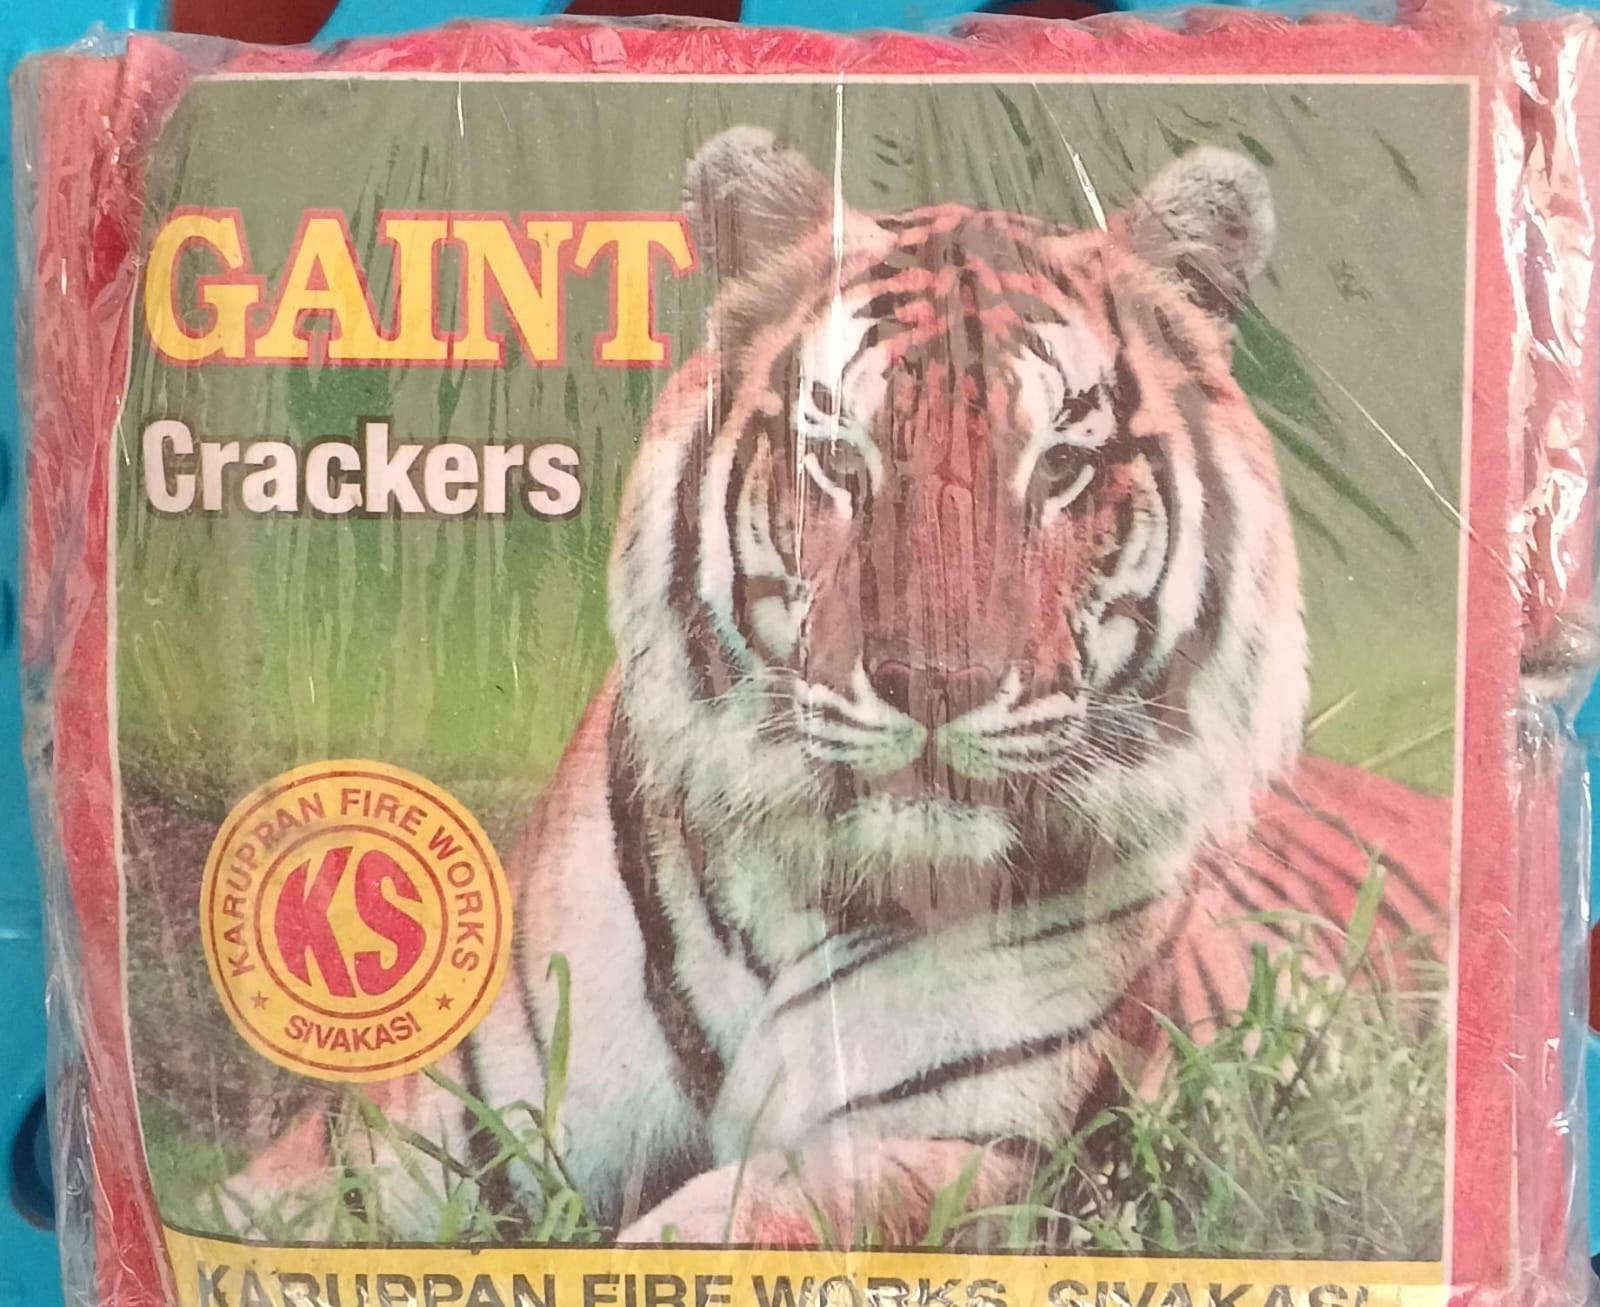 GAINT
Crackers
KARUPPAN FIRE WORKS
KS
SIVAKASI
KARUPPAN FIRE WORKS, SIVAKASI